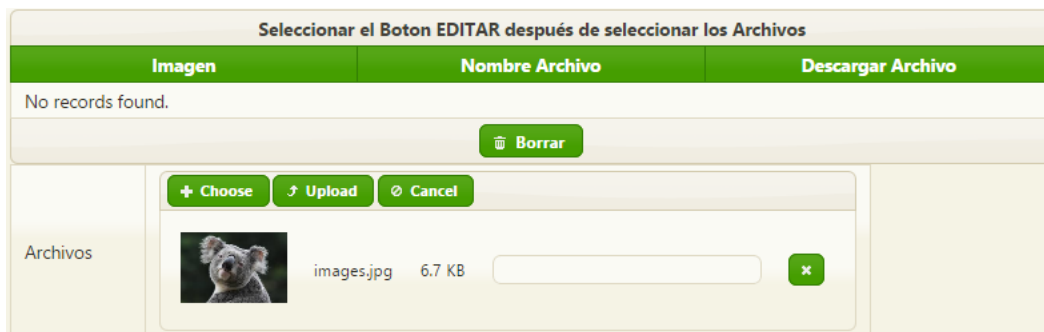 Seleccionar el Boton EDITAR después de seleccionar los Archivos
Imagen Nombre Archivo Descargar Archivo
No records found.
Borrar
Choose Upload Cancel
Archivos images.jpg 6.7 KB